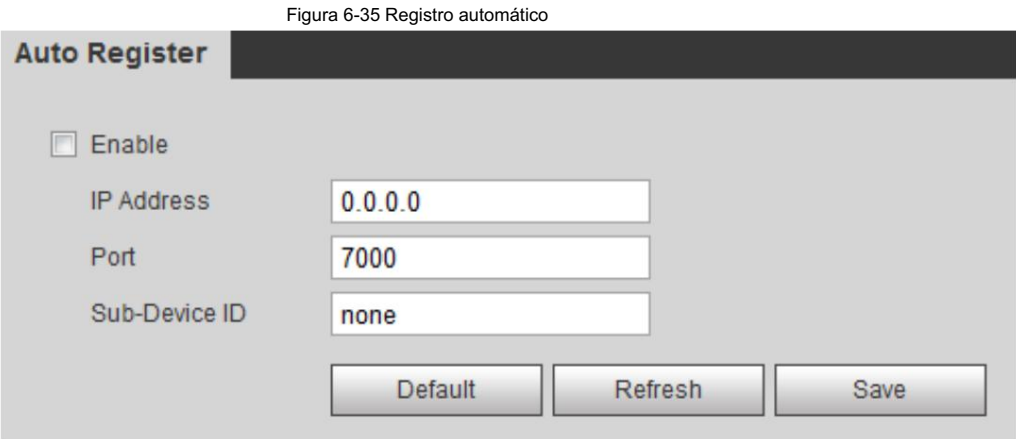 Figura 6-35 Registro automático
Auto Register
Enable
IP Address 0.0.0.0
Port 7000
Sub-Device ID none
Default Refresh Save